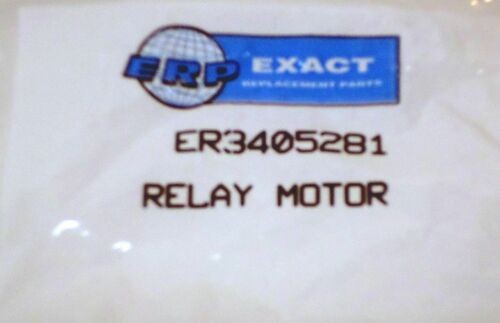 ERP EXACT
REPLACEMENT PARTS
ER3405281
RELAY MOTOR